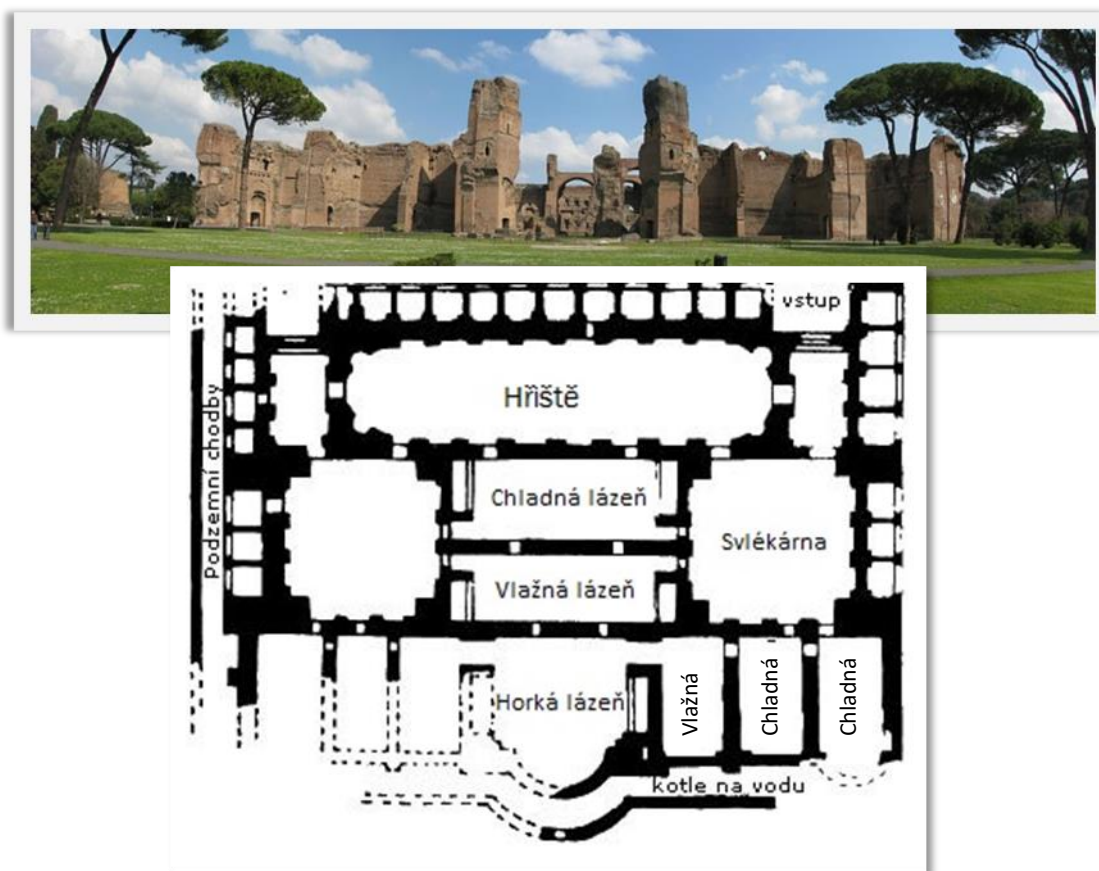 vstup
Hřiště
Podzemní chodby
Chladná lázeň
Svlékárna
Vlažná lázeň
Horká lázeň
Vlažná
Chladná
Chladná
kotle na vodu